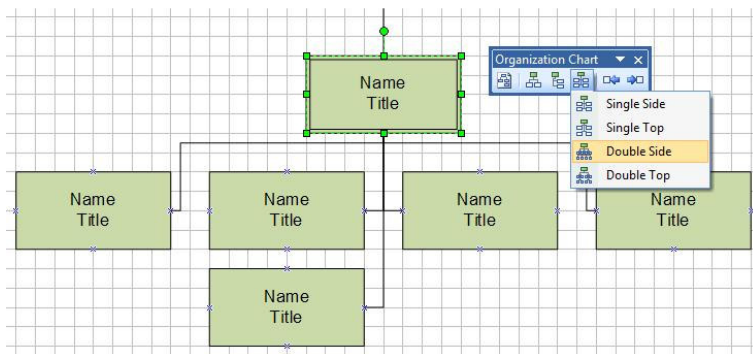 Name
Title
Organization Chart
Single Side
Single Top
Double Side
Double Top
Name
Title
Name
Title
Name
Title
Name
Title
Name
Title